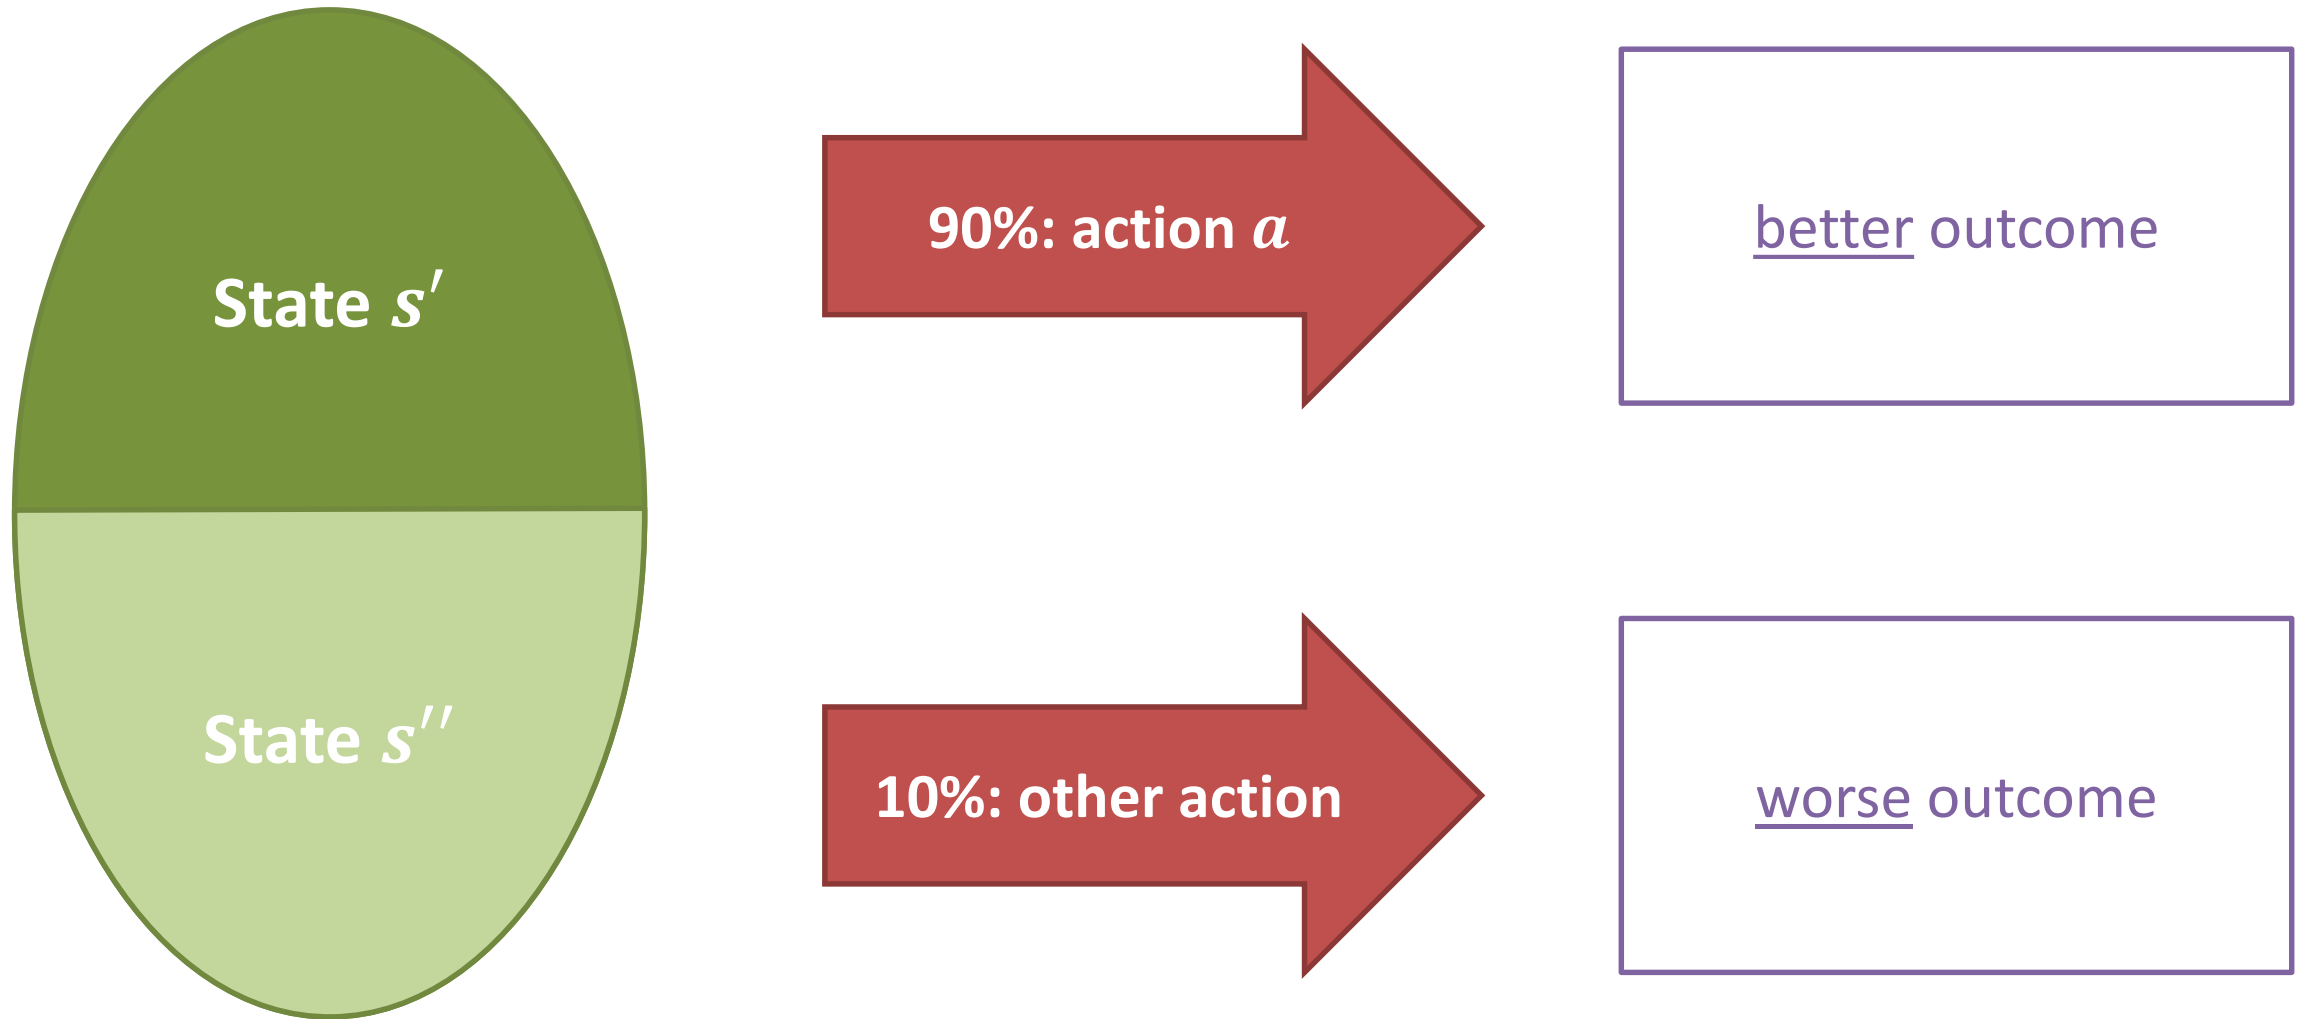 State s′
90%: action a
better outcome
State s′′
10%: other action
worse outcome